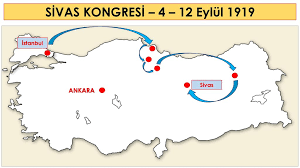 SİVAS KONGRESİ – 4 – 12 Eylül 1919
İstanbul
ANKARA
Sivas